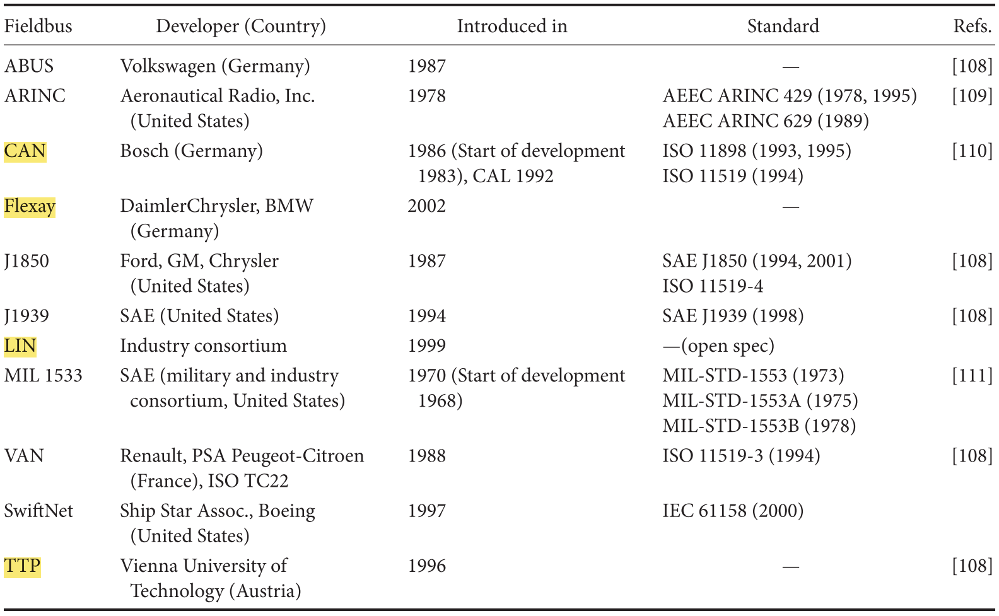 Fieldbus Developer (Country) Introduced in Standard Refs.
ABUS Volkswagen (Germany) 1987 — [108]
ARINC Aeronautical Radio, Inc. 1978 AEEC ARINC 429 (1978, 1995) [109]
(United States) AEEC ARINC 629 (1989)
CAN Bosch (Germany) 1986 (Start of development ISO 11898 (1993, 1995) [110]
1983), CAL 1992 ISO 11519 (1994)
Flexay DaimlerChrysler, BMW 2002 —
(Germany)
J1850 Ford, GM, Chrysler 1987 SAE J1850 (1994, 2001) [108]
(United States) ISO 11519-4
J1939 SAE (United States) 1994 SAE J1939 (1998) [108]
LIN Industry consortium 1999 —(open spec)
MIL 1533 SAE (military and industry 1970 (Start of development MIL-STD-1553 (1973) [111]
consortium, United States) 1968) MIL-STD-1553A (1975)
MIL-STD-1553B (1978)
VAN Renault, PSA Peugeot-Citroen 1988 ISO 11519-3 (1994) [108]
(France), ISO TC22
SwiftNet Ship Star Assoc., Boeing 1997 IEC 61158 (2000)
(United States)
TTP Vienna University of 1996 — [108]
Technology (Austria)